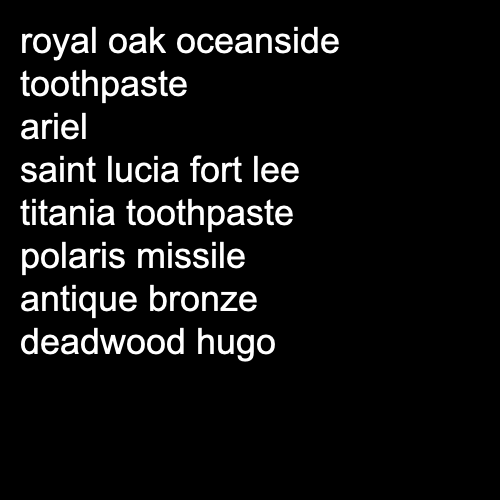 royal oak oceanside
toothpaste
ariel
saint lucia fort lee
titania toothpaste
polaris missile
antique bronze
deadwood hugo